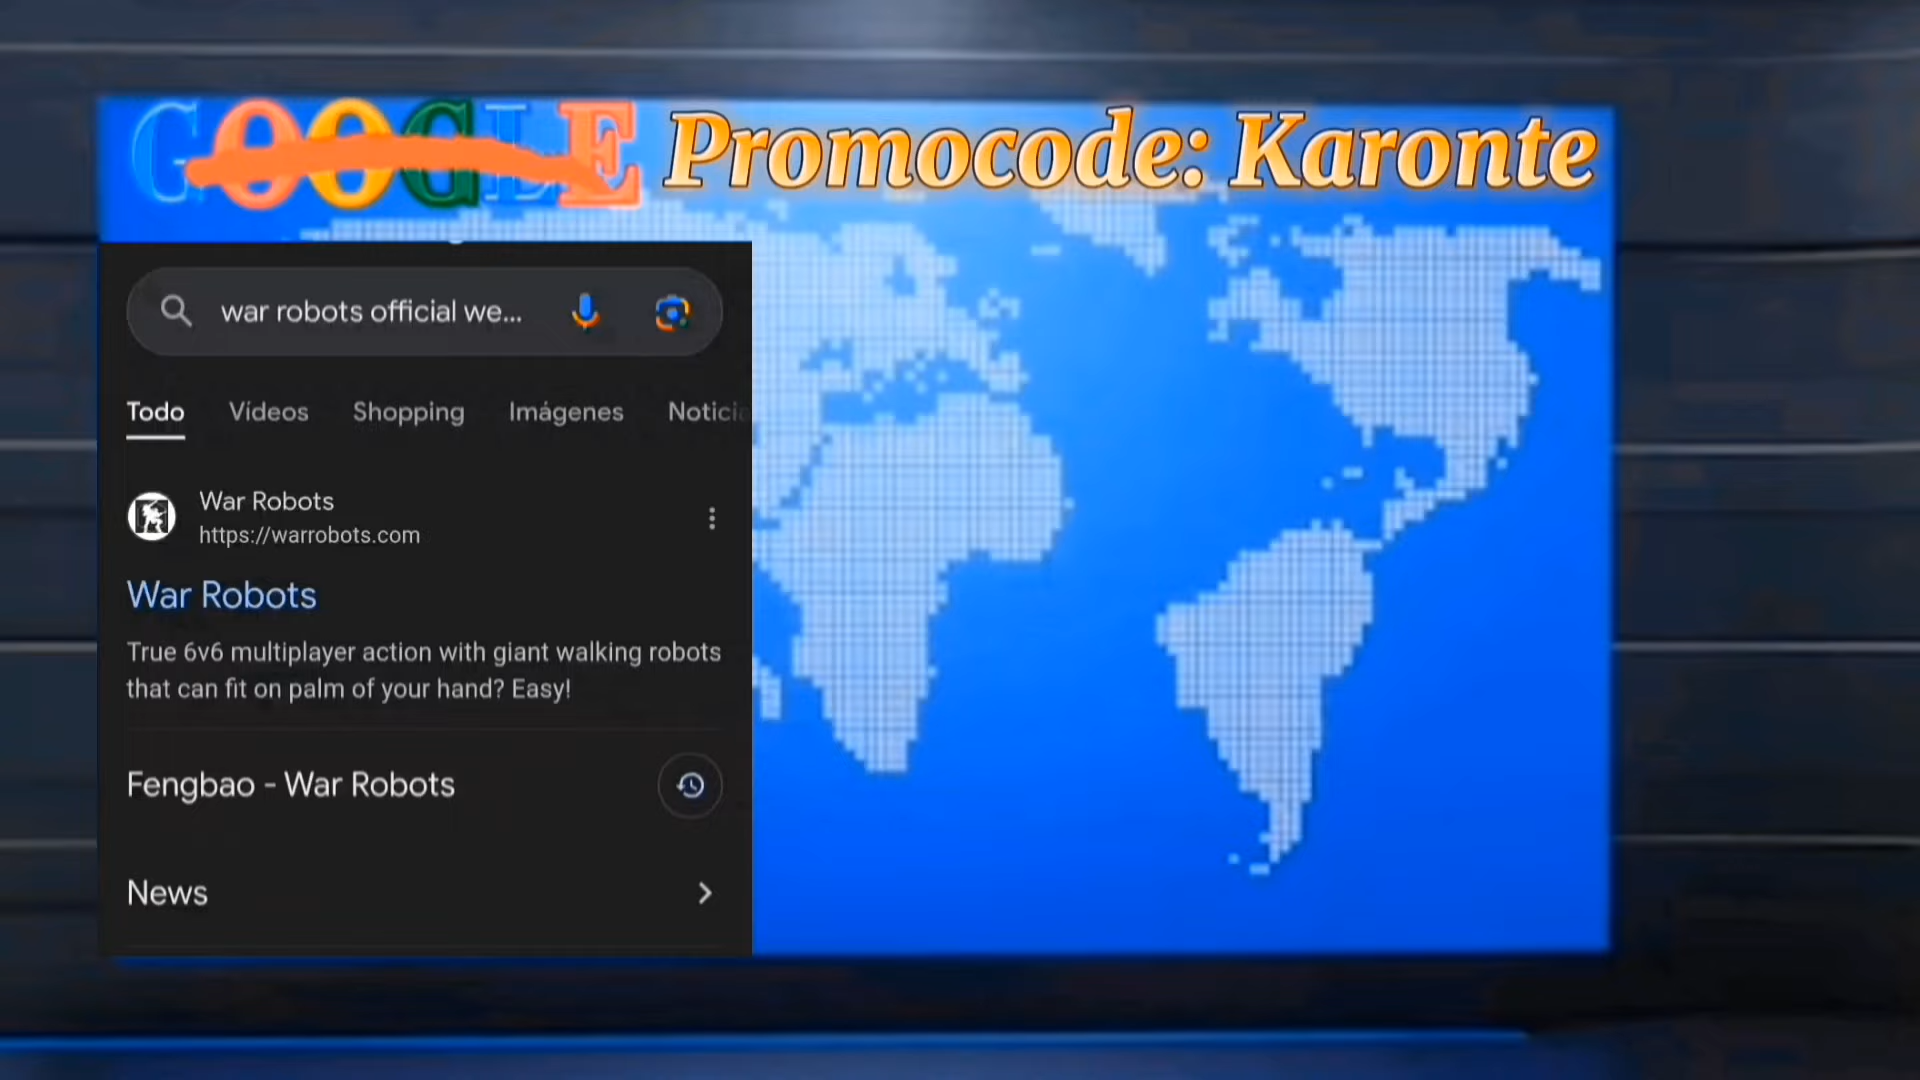 GOOGLE Promocode: Karonte
war robots official we...
Todo Vídeos Shopping Imágenes Notici
War Robots
https://warrobots.com
War Robots
True 6v6 multiplayer action with giant walking robots
that can fit on palm of your hand? Easy!
Fengbao - War Robots
News